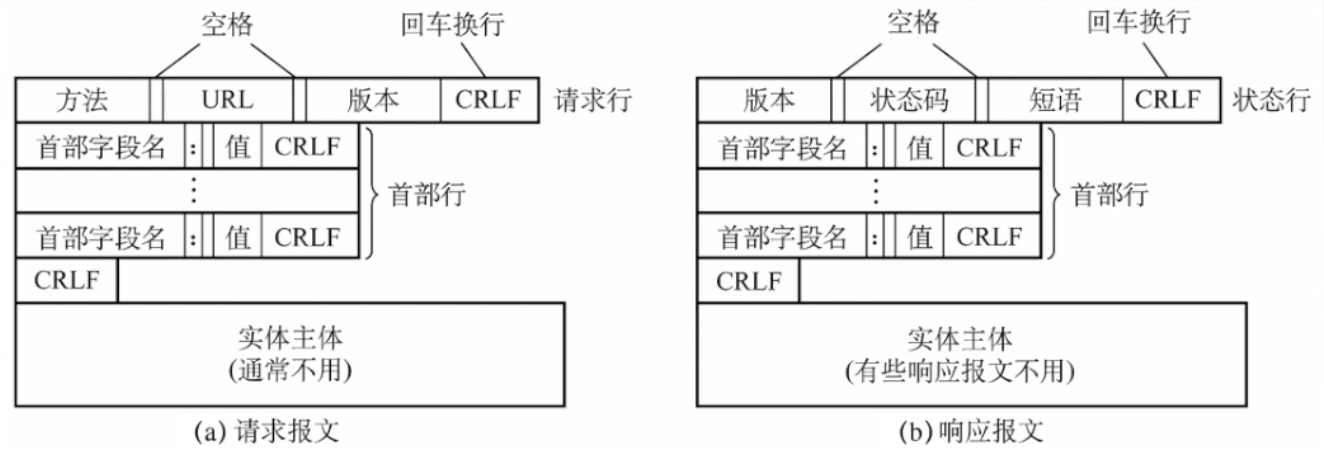 空格 回车换行
方法 URL 版本 CRLF 请求行
首部字段名 : 值 CRLF
⋮ 首部行
首部字段名 : 值 CRLF
CRLF
实体主体
(通常不用)
(a) 请求报文
空格 回车换行
版本 状态码 短语 CRLF 状态行
首部字段名 : 值 CRLF
⋮ 首部行
首部字段名 : 值 CRLF
CRLF
实体主体
(有些响应报文不用)
(b) 响应报文